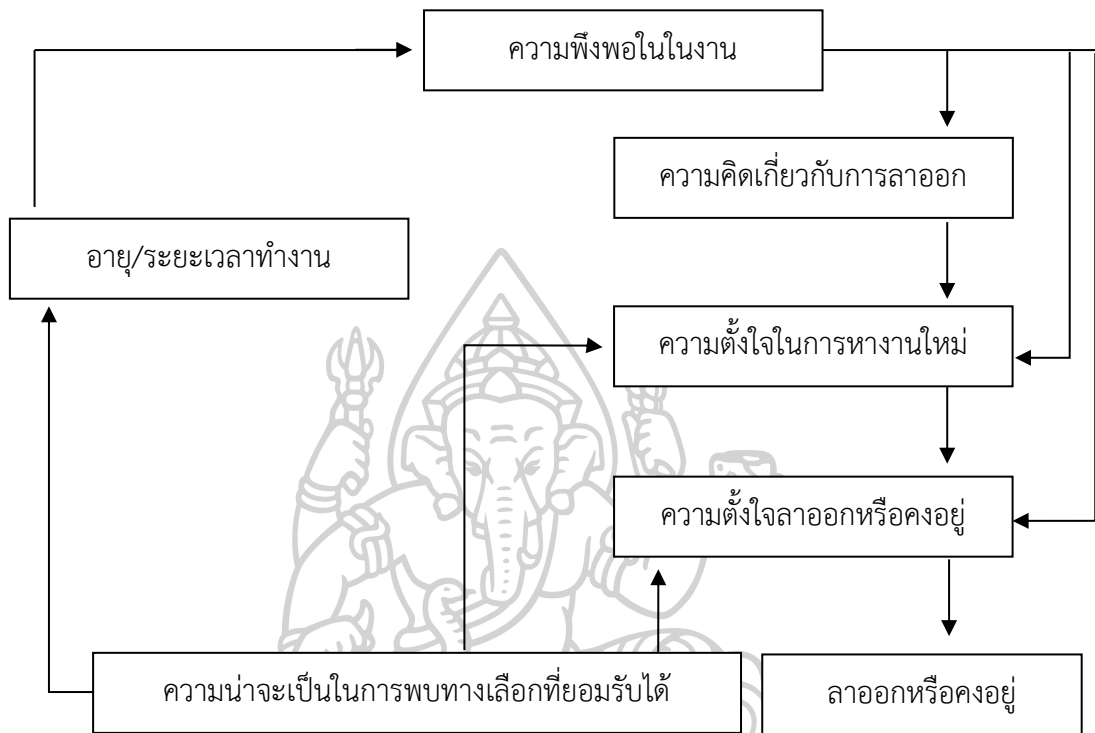 ความพึงพอในในงาน
ความคิดเกี่ยวกับการลาออก
อายุ/ระยะเวลาทำงาน
ความตั้งใจในการหางานใหม่
ความตั้งใจลาออกหรือคงอยู่
ความน่าจะเป็นในการพบทางเลือกที่ยอมรับได้
ลาออกหรือคงอยู่